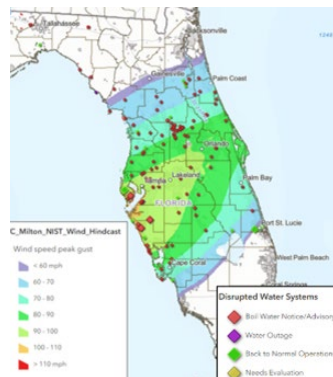 Tallahassee
Jacksonville
Gainesville
Palm Coast
Orlando
Lakeland
Tampa
FLORIDA
Palm Bay
Port St. Lucie
West Palm Beach
Cape Coral
Coral Springs
C_Milton_NIST_Wind_Hindcast
Wind speed peak gust
< 60 mph
60 - 70
70 - 80
80 - 90
90 - 100
100 - 110
> 110 mph
Disrupted Water Systems
Boil Water Notice/Advisory
Water Outage
Back to Normal Operation
Needs Evaluation